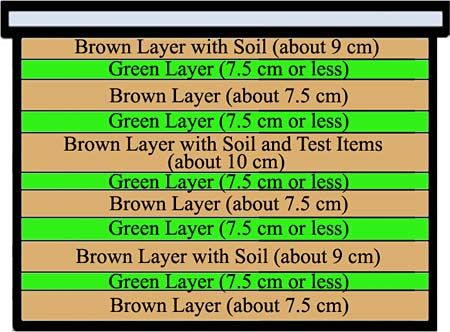 Brown Layer with Soil (about 9 cm)
Green Layer (7.5 cm or less)
Brown Layer (about 7.5 cm)
Green Layer (7.5 cm or less)
Brown Layer with Soil and Test Items
(about 10 cm)
Green Layer (7.5 cm or less)
Brown Layer (about 7.5 cm)
Green Layer (7.5 cm or less)
Brown Layer with Soil (about 9 cm)
Green Layer (7.5 cm or less)
Brown Layer (about 7.5 cm)